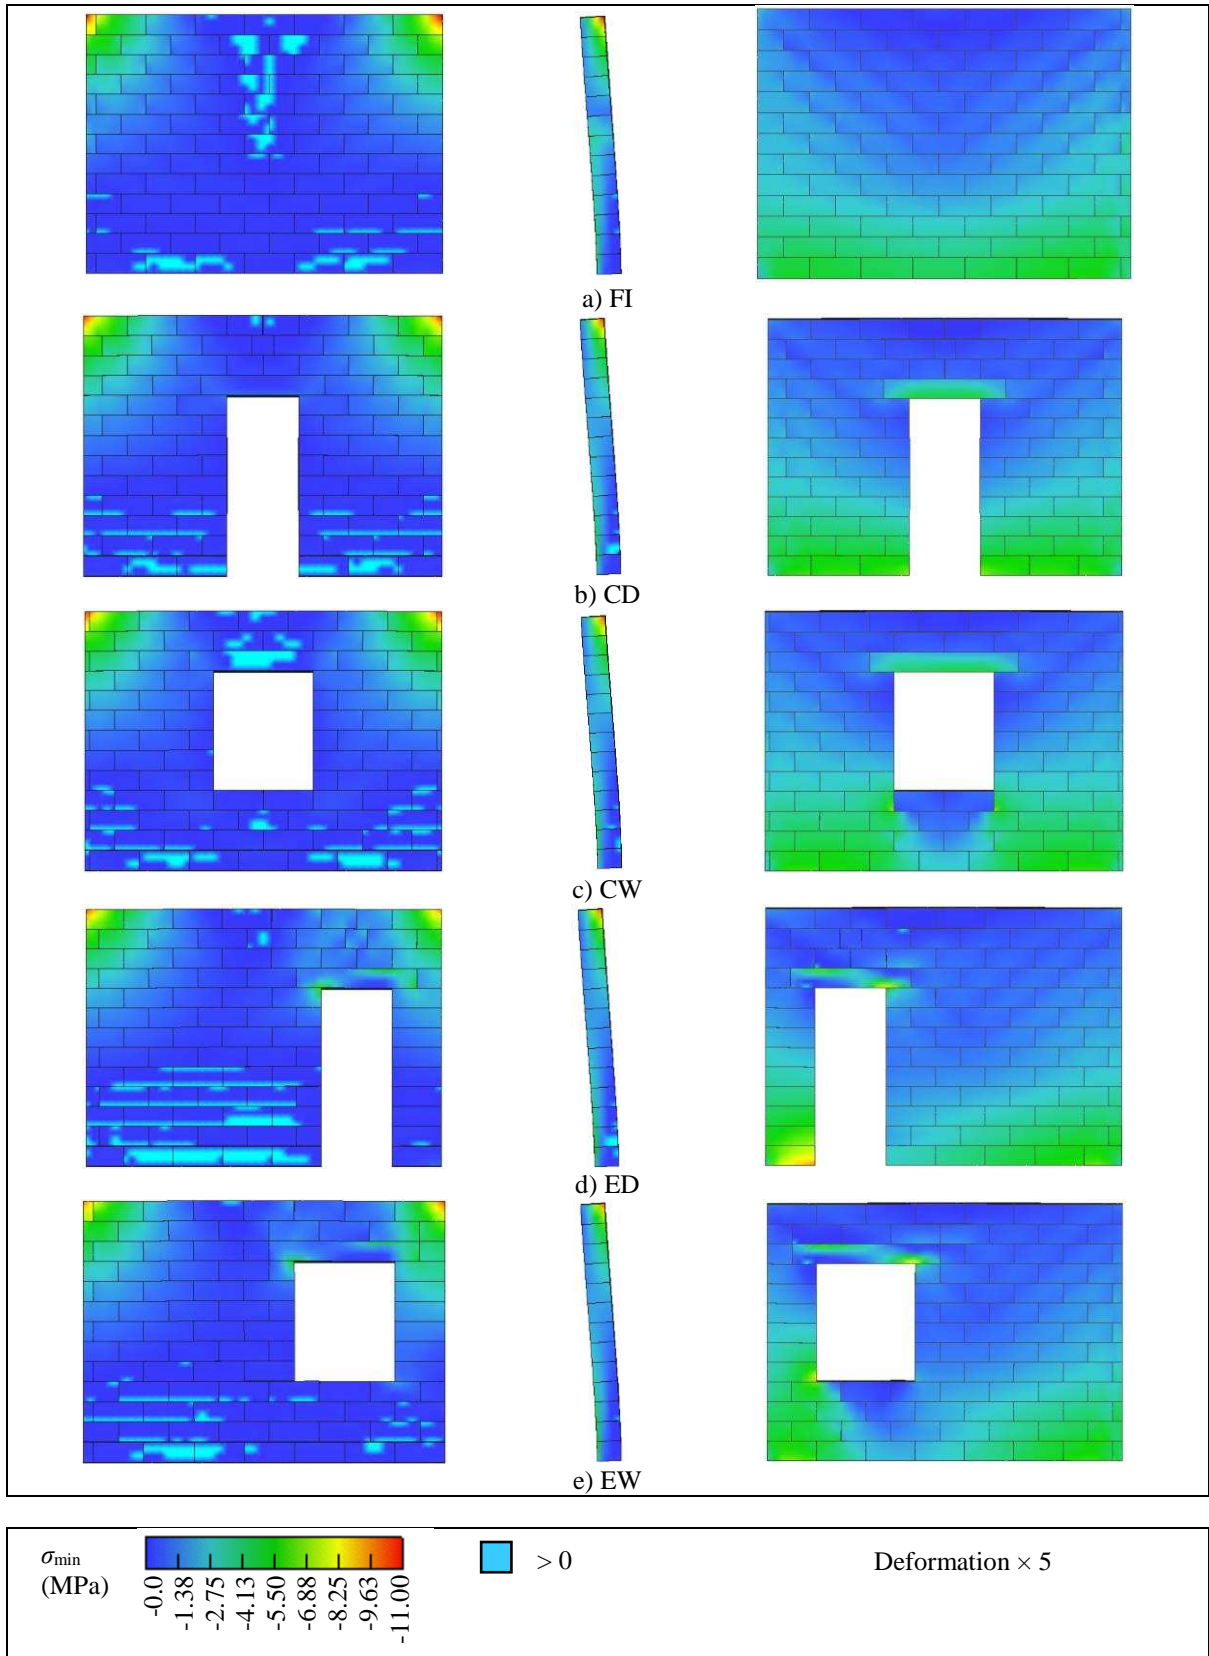 a) FI
b) CD
c) CW
d) ED
e) EW
σmin
(MPa)
-0.0
-1.38
-2.75
-4.13
-5.50
-6.88
-8.25
-9.63
-11.00
> 0
Deformation × 5